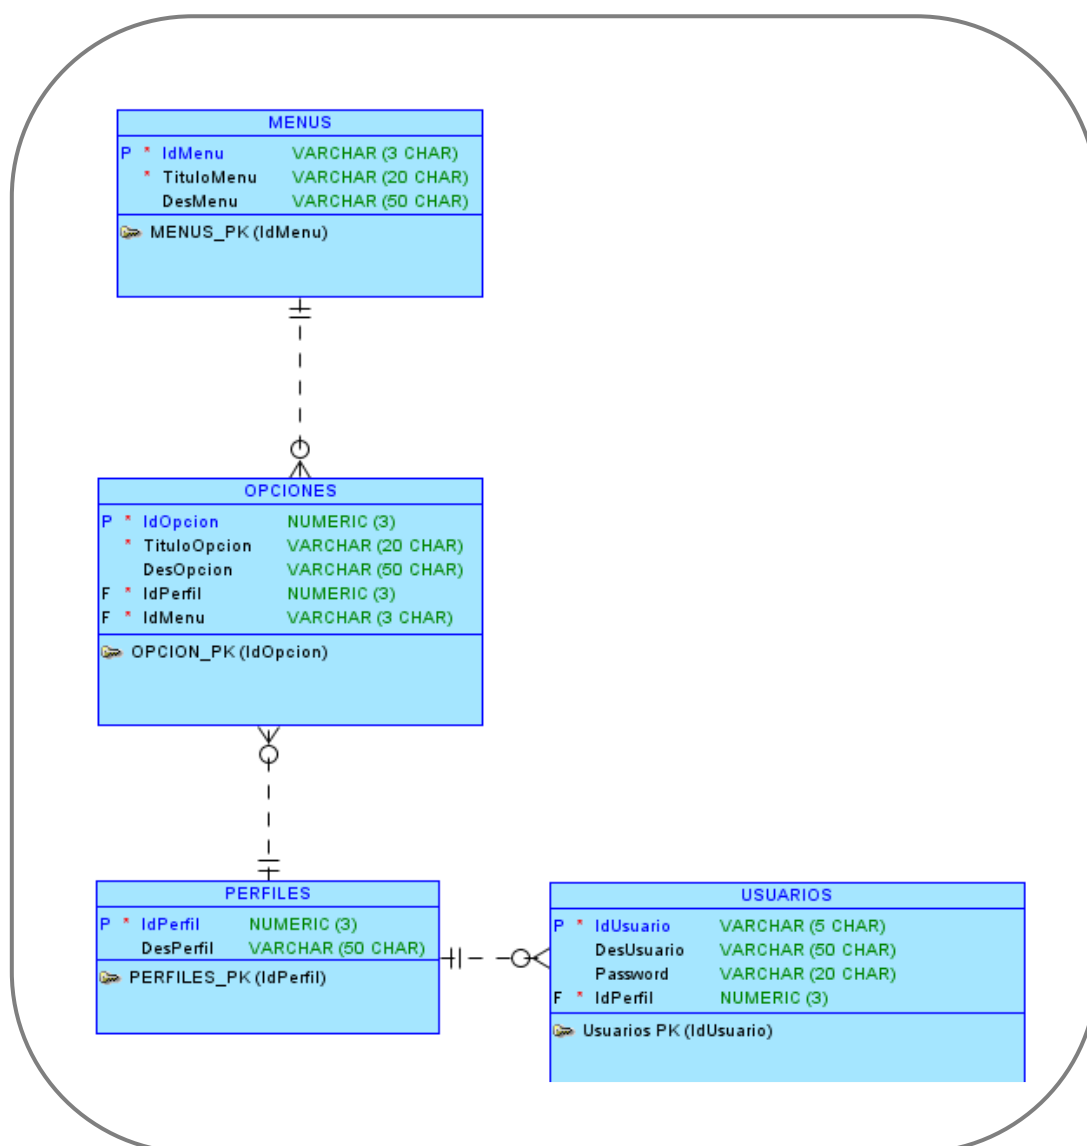 MENUS
P * IdMenu VARCHAR (3 CHAR)
* TituloMenu VARCHAR (20 CHAR)
DesMenu VARCHAR (50 CHAR)
MENUS_PK (IdMenu)
OPCIONES
P * IdOpcion NUMERIC (3)
* TituloOpcion VARCHAR (20 CHAR)
DesOpcion VARCHAR (50 CHAR)
F * IdPerfil NUMERIC (3)
F * IdMenu VARCHAR (3 CHAR)
OPCION_PK (IdOpcion)
PERFILES
P * IdPerfil NUMERIC (3)
DesPerfil VARCHAR (50 CHAR)
PERFILES_PK (IdPerfil)
USUARIOS
P * IdUsuario VARCHAR (5 CHAR)
DesUsuario VARCHAR (50 CHAR)
Password VARCHAR (20 CHAR)
F * IdPerfil NUMERIC (3)
Usuarios PK (IdUsuario)